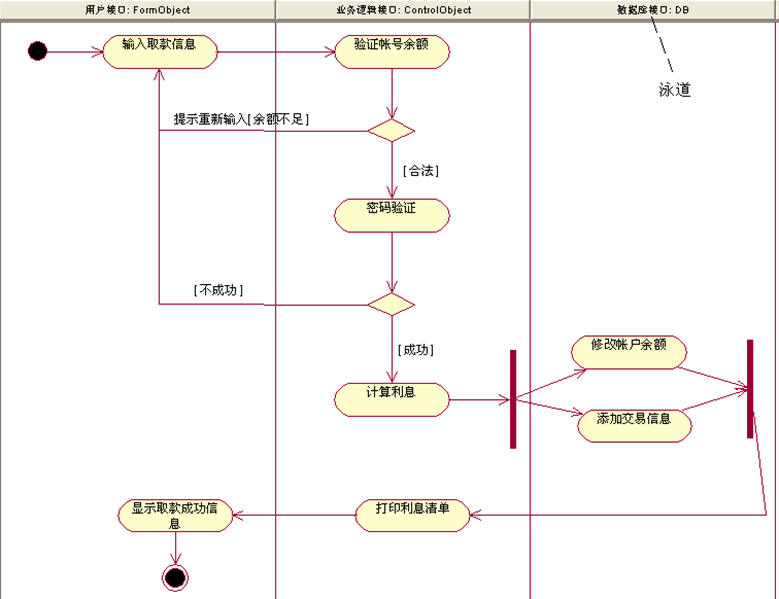 用户接口: FormObject
业务逻辑接口: ControlObject
数据库接口: DB
泳道
输入取款信息
验证帐号余额
提示重新输入[余额不足]
[合法]
密码验证
[不成功]
[成功]
修改帐户余额
计算利息
添加交易信息
显示取款成功信
息
打印利息清单